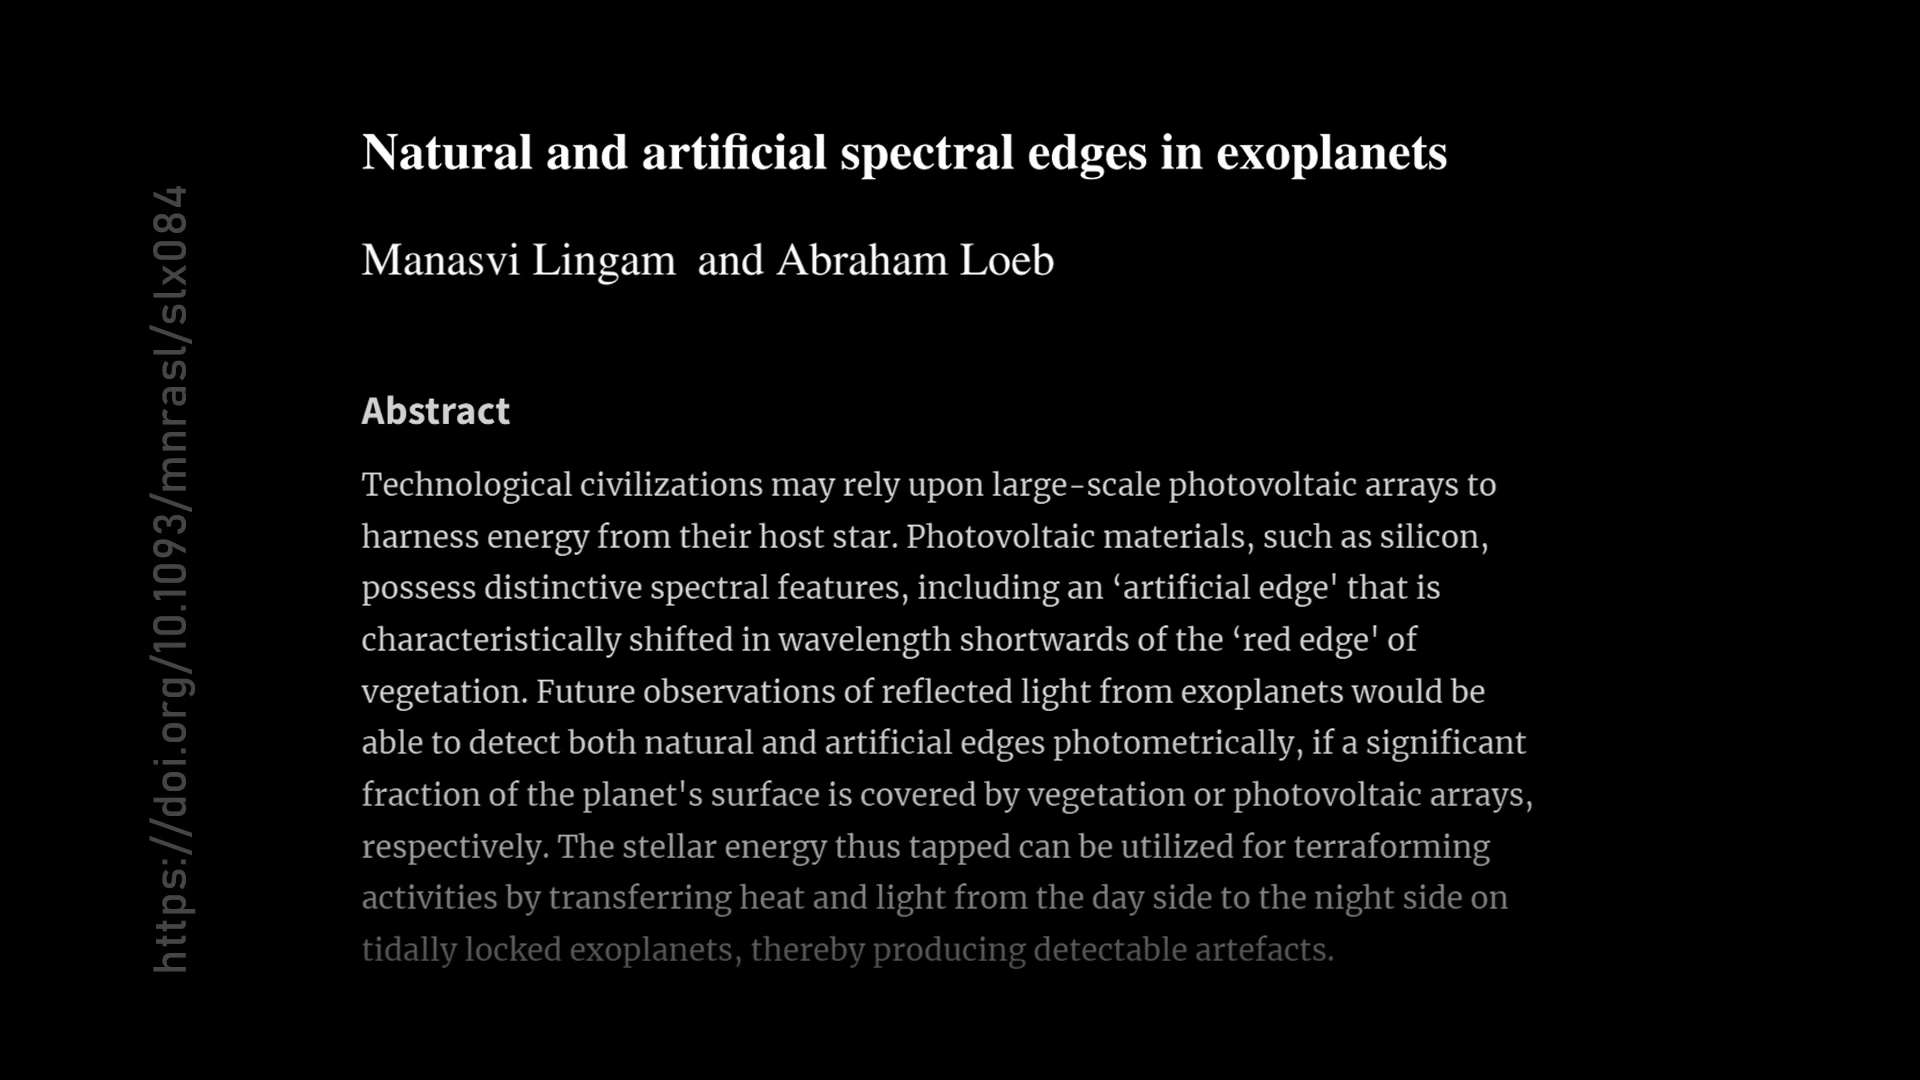 Natural and artificial spectral edges in exoplanets
Manasvi Lingam and Abraham Loeb
Abstract
Technological civilizations may rely upon large-scale photovoltaic arrays to
harness energy from their host star. Photovoltaic materials, such as silicon,
possess distinctive spectral features, including an ‘artificial edge' that is
characteristically shifted in wavelength shortwards of the ‘red edge' of
vegetation. Future observations of reflected light from exoplanets would be
able to detect both natural and artificial edges photometrically, if a significant
fraction of the planet's surface is covered by vegetation or photovoltaic arrays,
respectively. The stellar energy thus tapped can be utilized for terraforming
activities by transferring heat and light from the day side to the night side on
tidally locked exoplanets, thereby producing detectable artefacts.
https://doi.org/10.1093/mnrasl/slx084